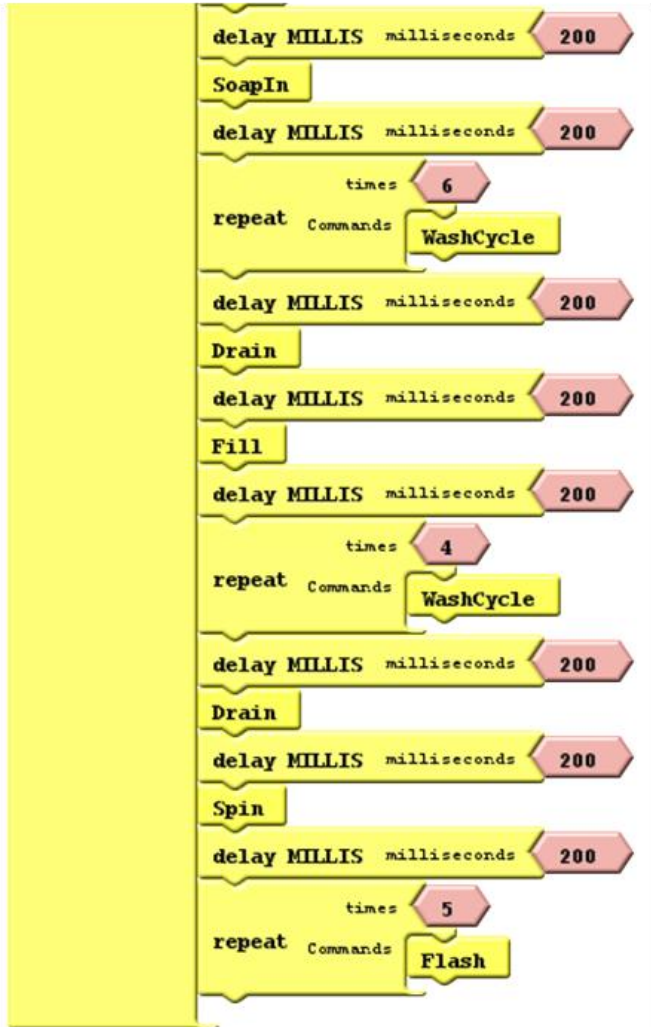 delay MILLIS milliseconds 200
SoapIn
delay MILLIS milliseconds 200
times 6
repeat Commands WashCycle
delay MILLIS milliseconds 200
Drain
delay MILLIS milliseconds 200
Fill
delay MILLIS milliseconds 200
times 4
repeat Commands WashCycle
delay MILLIS milliseconds 200
Drain
delay MILLIS milliseconds 200
Spin
delay MILLIS milliseconds 200
times 5
repeat Commands Flash